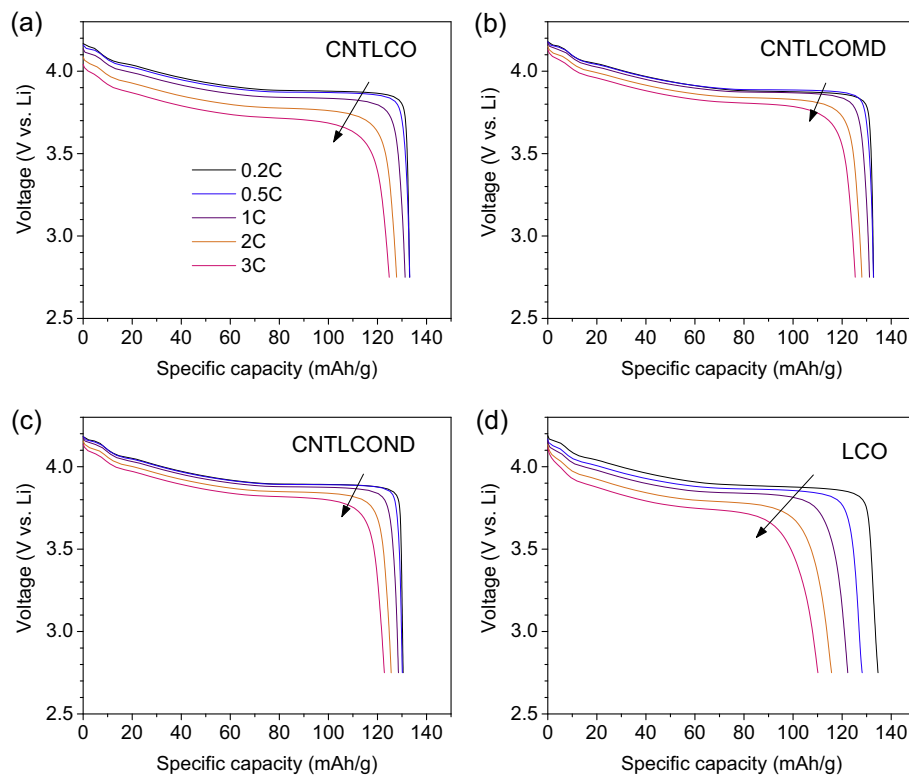 (a)
CNTLCO
4.0
3.5
3.0
2.5
Voltage (V vs. Li)
0.2C
0.5C
1C
2C
3C
0 20 40 60 80 100 120 140
Specific capacity (mAh/g)
(b)
CNTLCOMD
4.0
3.5
3.0
2.5
Voltage (V vs. Li)
0 20 40 60 80 100 120 140
Specific capacity (mAh/g)
(c)
CNTLCOND
4.0
3.5
3.0
2.5
Voltage (V vs. Li)
0 20 40 60 80 100 120 140
Specific capacity (mAh/g)
(d)
LCO
4.0
3.5
3.0
2.5
Voltage (V vs. Li)
0 20 40 60 80 100 120 140
Specific capacity (mAh/g)